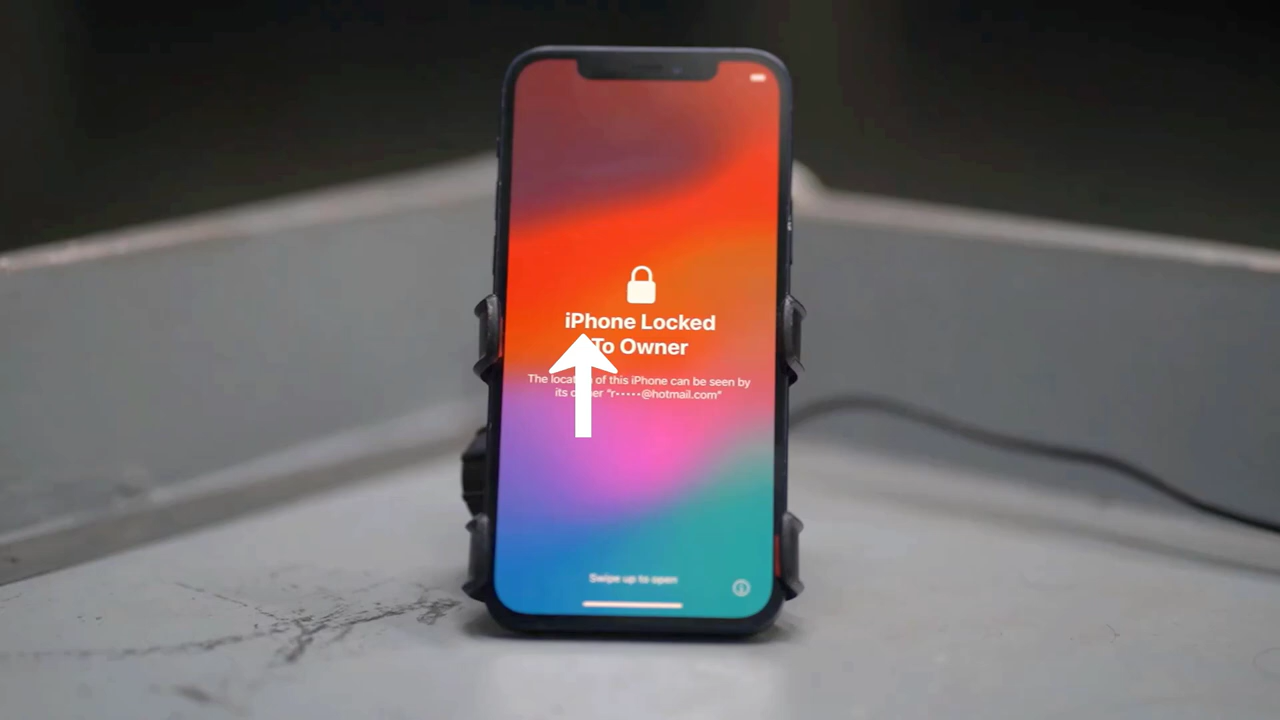 iPhone Locked
To Owner
The location of this iPhone can be seen by
its owner "r•••••@hotmail.com"
Swipe up to open